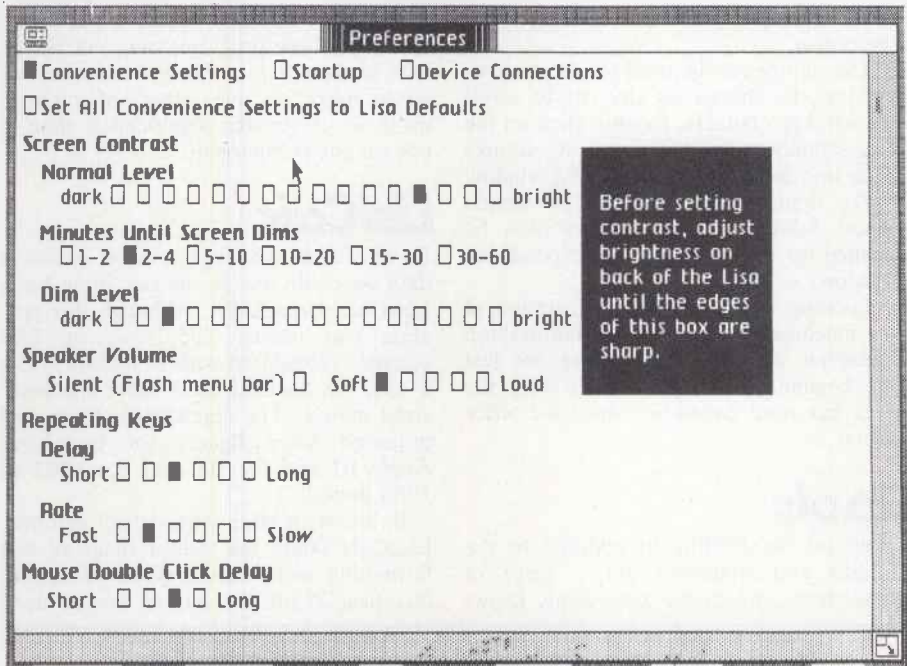 Preferences
Convenience Settings Startup Device Connections
Set All Convenience Settings to Lisa Defaults
Screen Contrast
Normal Level
dark bright
Minutes Until Screen Dims
1-2 2-4 5-10 10-20 15-30 30-60
Dim Level
dark bright
Speaker Volume
Silent (Flash menu bar) Soft Loud
Repeating Keys
Delay
Short Long
Rate
Fast Slow
Mouse Double Click Delay
Short Long
Before setting
contrast, adjust
brightness on
back of the Lisa
until the edges
of this box are
sharp.